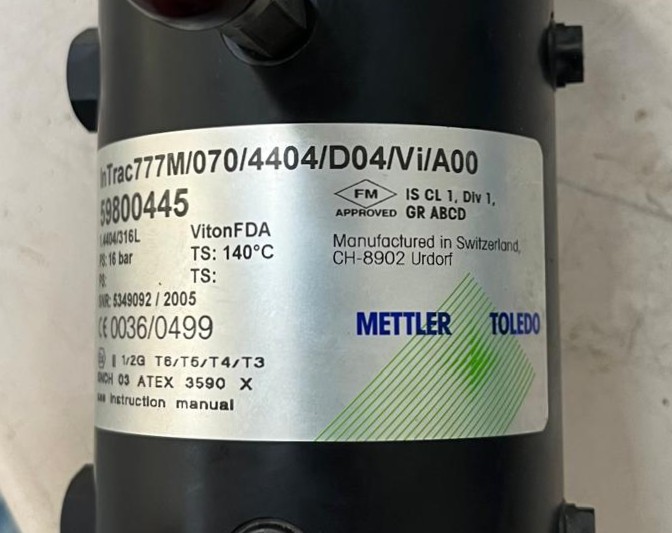 InTrac777M/070/4404/D04/Vi/A00
59800445
1.4404/316L VitonFDA
PS: 16 bar TS: 140°C
PS: TS:
SNR: 5349092 / 2005
CE 0036/0499
II 1/2G T6/T5/T4/T3
03 ATEX 3590 X
see instruction manual
FM
APPROVED
IS CL 1, Div 1,
GR ABCD
Manufactured in Switzerland,
CH-8902 Urdorf
METTLER TOLEDO